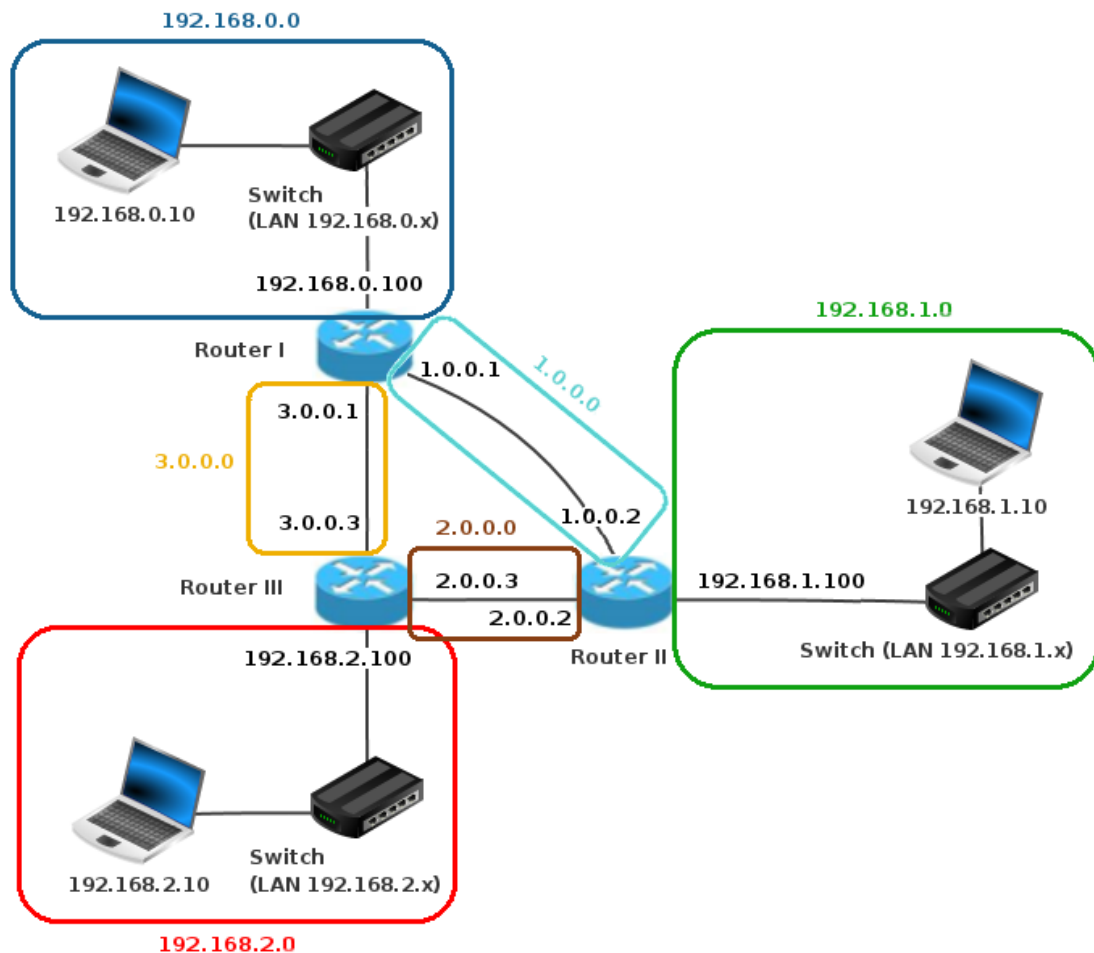 192.168.0.0
192.168.0.10
Switch
(LAN 192.168.0.x)
192.168.0.100
Router I
1.0.0.1
1.0.0.0
3.0.0.1
3.0.0.0
3.0.0.3
1.0.0.2
192.168.1.0
192.168.1.10
2.0.0.0
Router III
2.0.0.3
2.0.0.2
192.168.1.100
Router II
Switch (LAN 192.168.1.x)
192.168.2.100
192.168.2.10
Switch
(LAN 192.168.2.x)
192.168.2.0